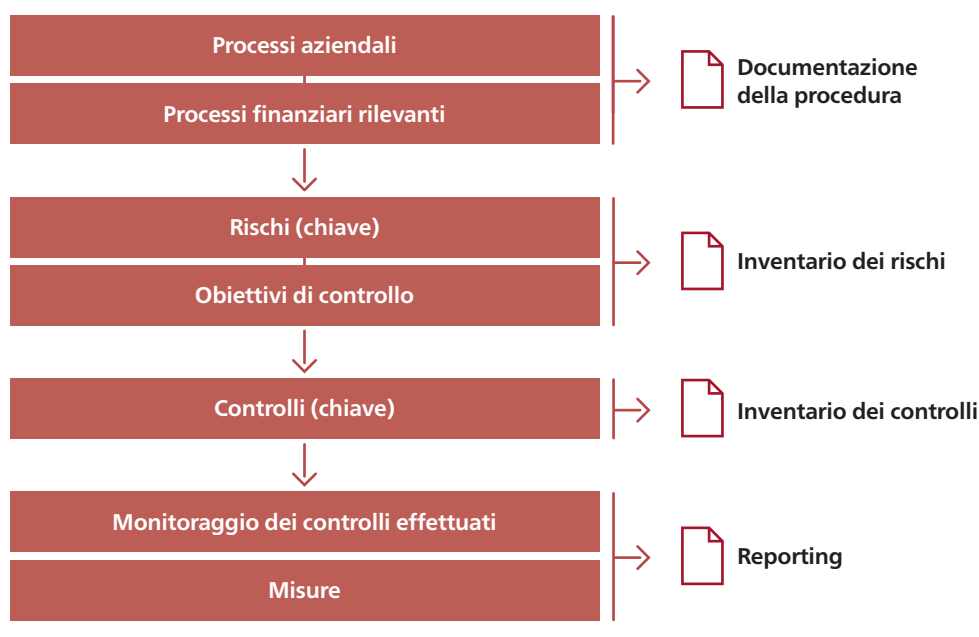 Processi aziendali
Processi finanziari rilevanti
Documentazione
della procedura
Rischi (chiave)
Obiettivi di controllo
Inventario dei rischi
Controlli (chiave)
Inventario dei controlli
Monitoraggio dei controlli effettuati
Misure
Reporting